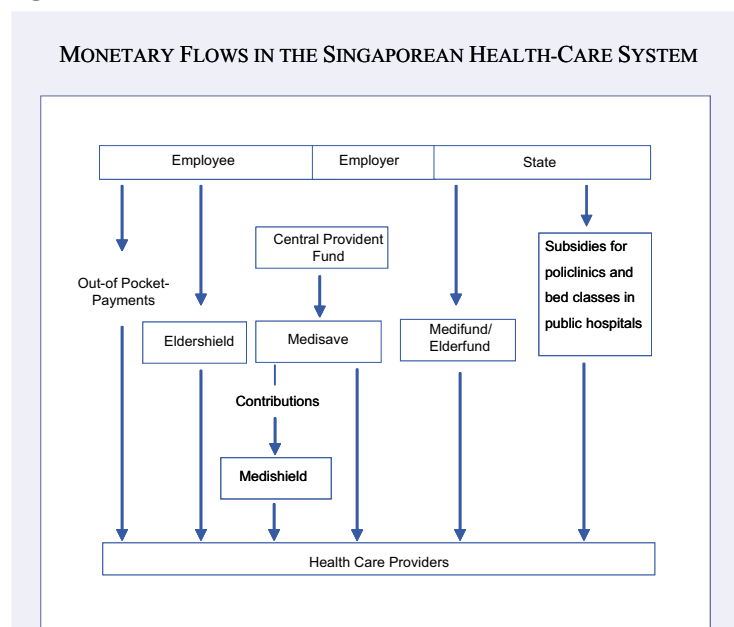 MONETARY FLOWS IN THE SINGAPOREAN HEALTH-CARE SYSTEM
Employee
Employer
State
Central Provident
Fund
Subsidies for
policlinics and
bed classes in
public hospitals
Out-of Pocket-
Payments
Eldershield
Medisave
Medifund/
Elderfund
Contributions
Medishield
Health Care Providers